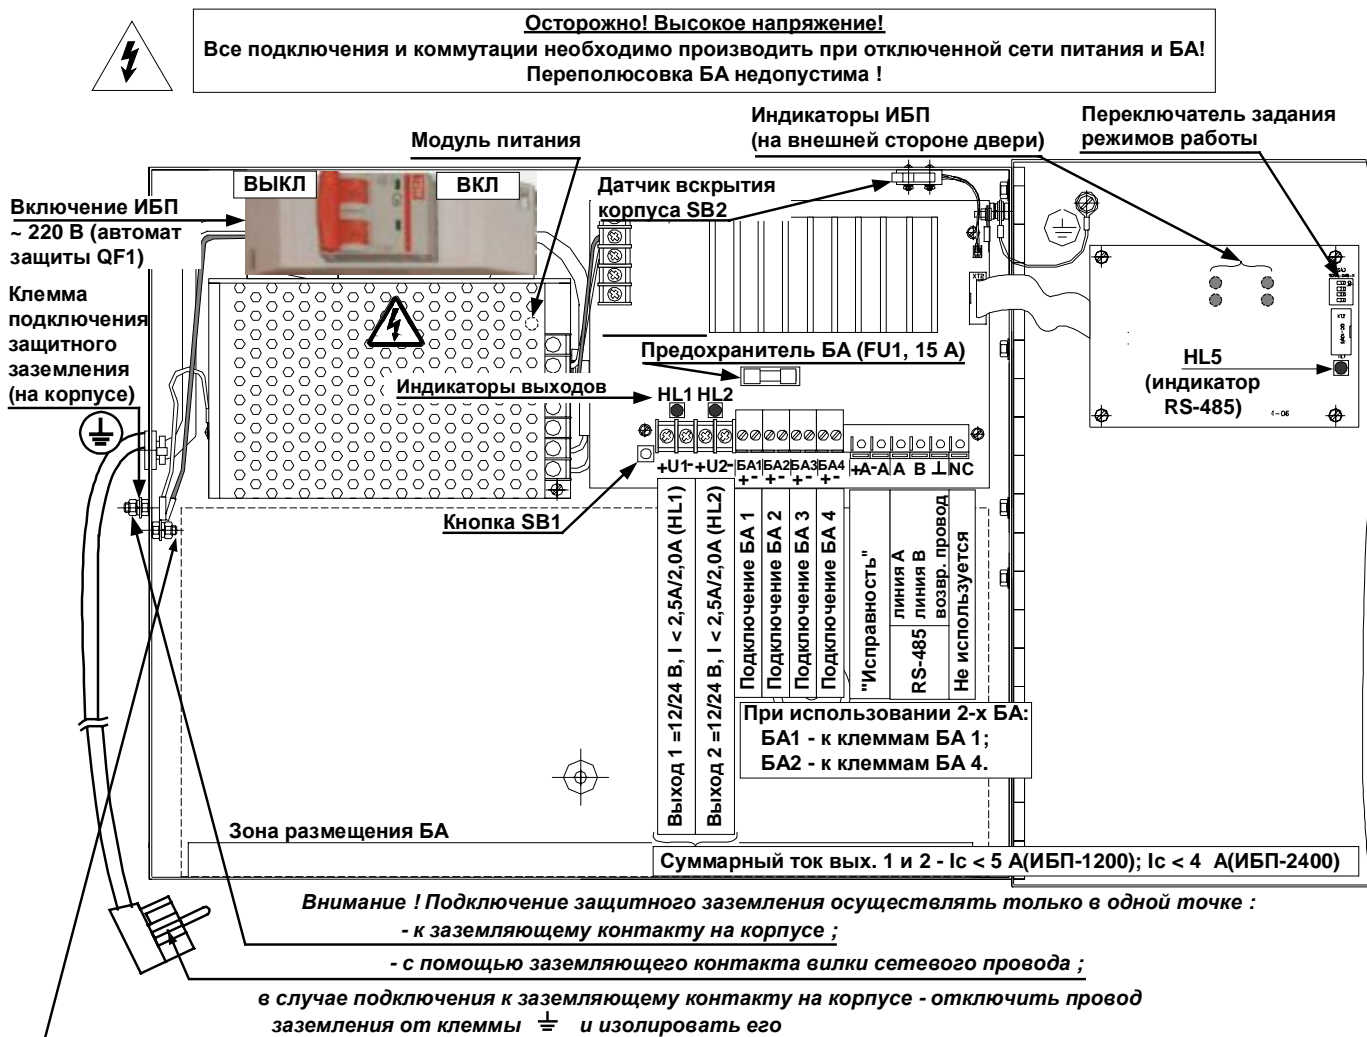 Осторожно! Высокое напряжение!
Все подключения и коммутации необходимо производить при отключенной сети питания и БА!
Переполюсовка БА недопустима !
Индикаторы ИБП
(на внешней стороне двери)
Переключатель задания
режимов работы
Модуль питания
ВЫКЛ
ВКЛ
Датчик вскрытия
корпуса SB2
Включение ИБП
~ 220 В (автомат
защиты QF1)
Клемма
подключения
защитного
заземления
(на корпусе)
XT2
Предохранитель БА (FU1, 15 А)
Индикаторы выходов
HL1 HL2
HL5
(индикатор
RS-485)
4-06
+U1-+U2- БА1 БА2 БА3 БА4 +A-A A B ⊥ NC
+- +- +- +-
Кнопка SB1
Выход 1 =12/24 В, I < 2,5А/2,0А (HL1)
Выход 2 =12/24 В, I < 2,5А/2,0А (HL2)
Подключение БА 1
Подключение БА 2
Подключение БА 3
Подключение БА 4
"Исправность"
RS-485
линия А
линия В
возвр. провод
Не используется
При использовании 2-х БА:
БА1 - к клеммам БА 1;
БА2 - к клеммам БА 4.
Зона размещения БА
Суммарный ток вых. 1 и 2 - Ic < 5 А(ИБП-1200); Ic < 4 А(ИБП-2400)
Внимание ! Подключение защитного заземления осуществлять только в одной точке :
- к заземляющему контакту на корпусе ;
- с помощью заземляющего контакта вилки сетевого провода ;
в случае подключения к заземляющему контакту на корпусе - отключить провод
заземления от клеммы ⏚ и изолировать его